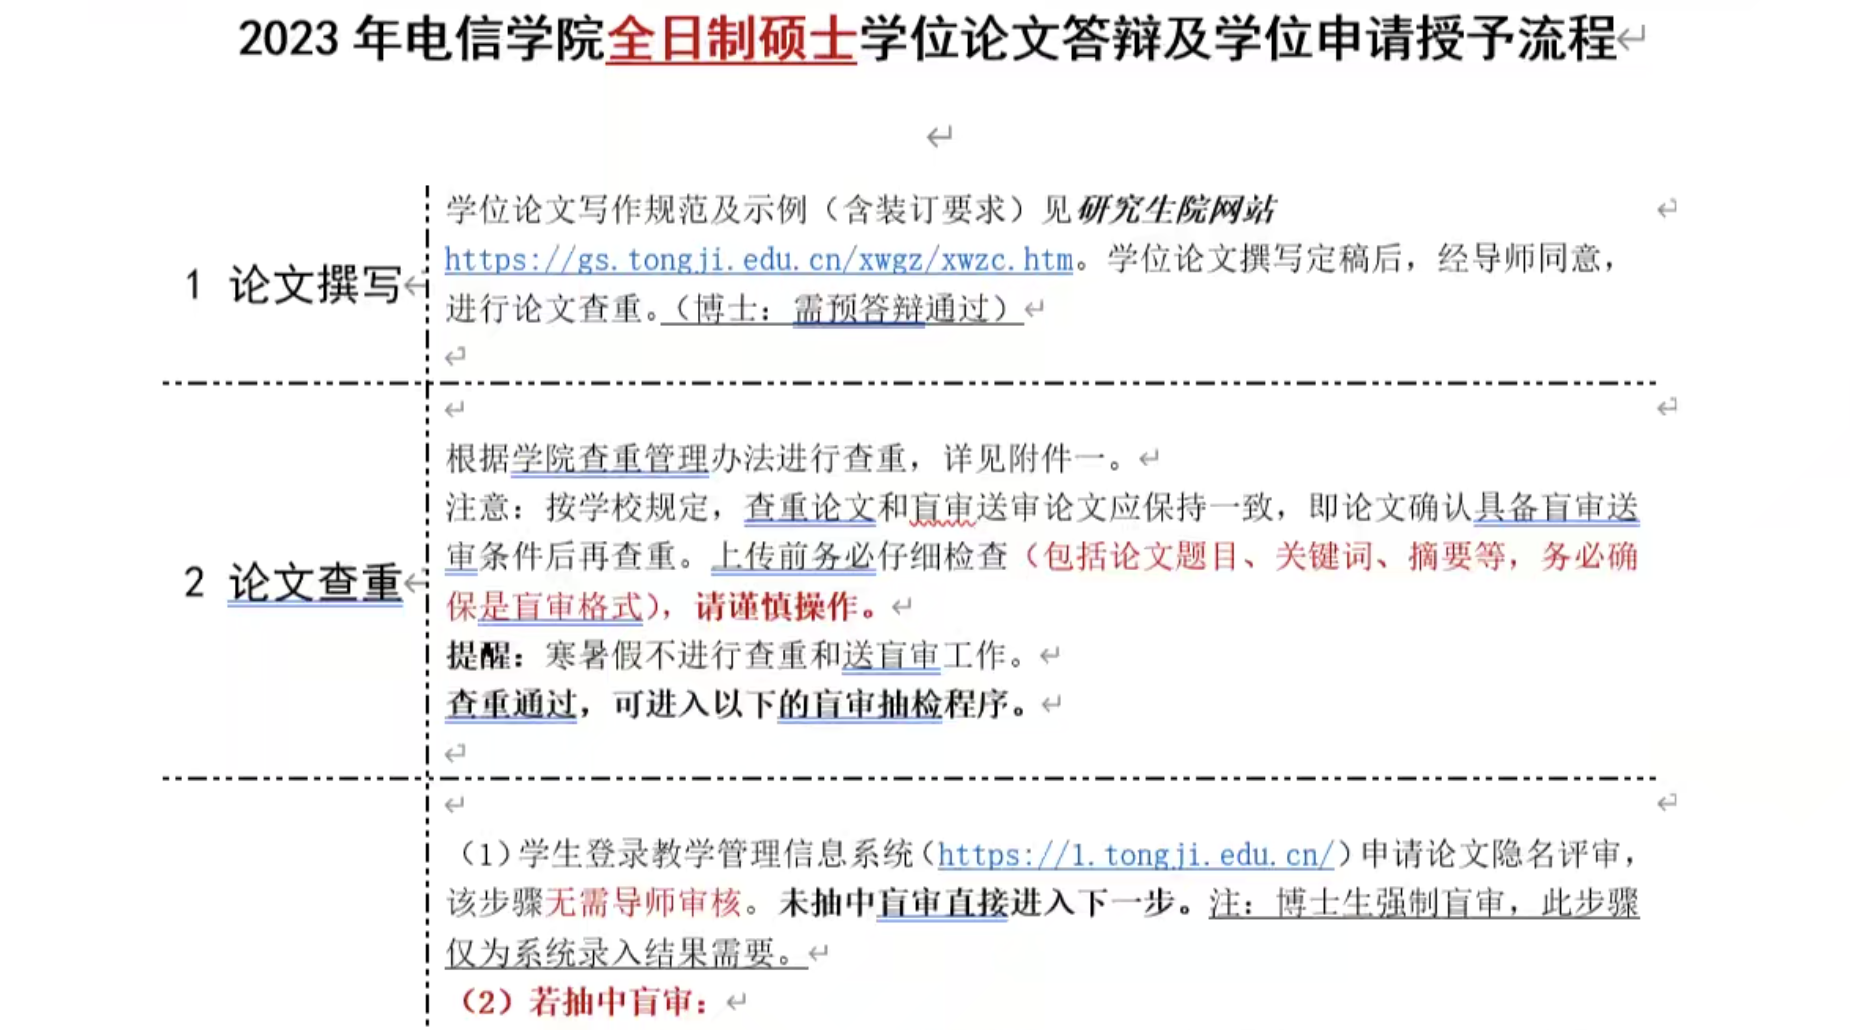 2023 年电信学院全日制硕士学位论文答辩及学位申请授予流程
学位论文写作规范及示例（含装订要求）见研究生院网站
https://gs.tongji.edu.cn/xwgz/xwzc.htm。学位论文撰写定稿后，经导师同意，
1 论文撰写
进行论文查重。（博士：需预答辩通过）
根据学院查重管理办法进行查重，详见附件一。
注意：按学校规定，查重论文和盲审送审论文应保持一致，即论文确认具备盲审送
审条件后再查重。上传前务必仔细检查（包括论文题目、关键词、摘要等，务必确
2 论文查重
保是盲审格式），请谨慎操作。
提醒：寒暑假不进行查重和送盲审工作。
查重通过，可进入以下的盲审抽检程序。
（1）学生登录教学管理信息系统（https://1.tongji.edu.cn/）申请论文隐名评审，
该步骤无需导师审核。未抽中盲审直接进入下一步。注：博士生强制盲审，此步骤
仅为系统录入结果需要。
（2）若抽中盲审：